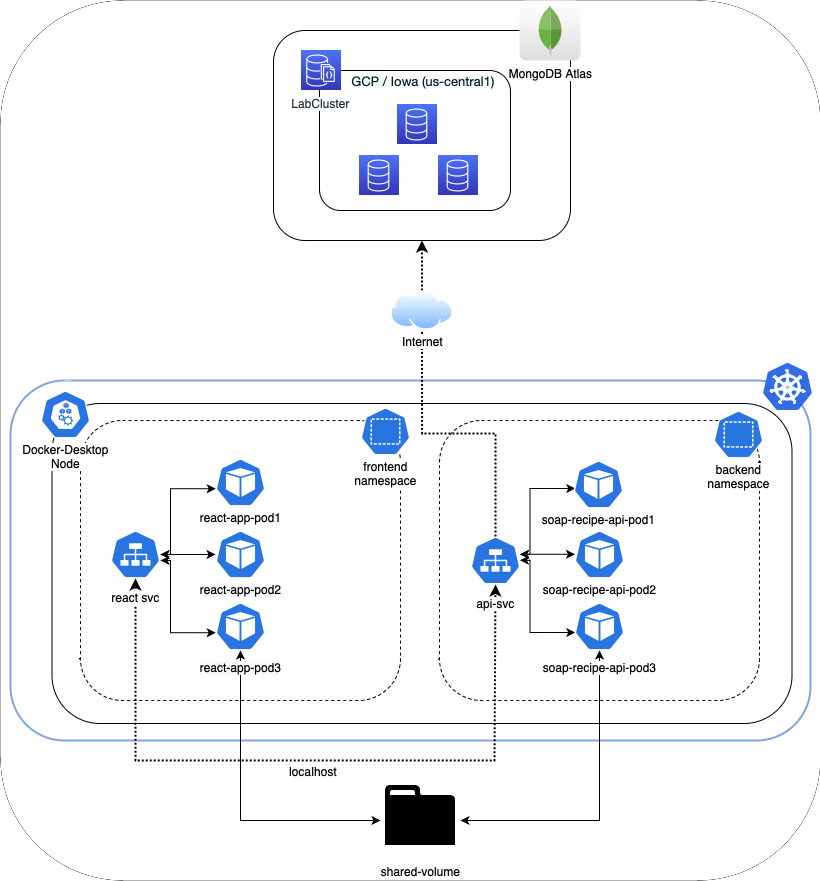 MongoDB Atlas
GCP / Iowa (us-central1)
LabCluster
Internet
Docker-Desktop
Node
frontend
namespace
backend
namespace
react-app-pod1
react svc
react-app-pod2
react-app-pod3
soap-recipe-api-pod1
api-svc
soap-recipe-api-pod2
soap-recipe-api-pod3
localhost
shared-volume